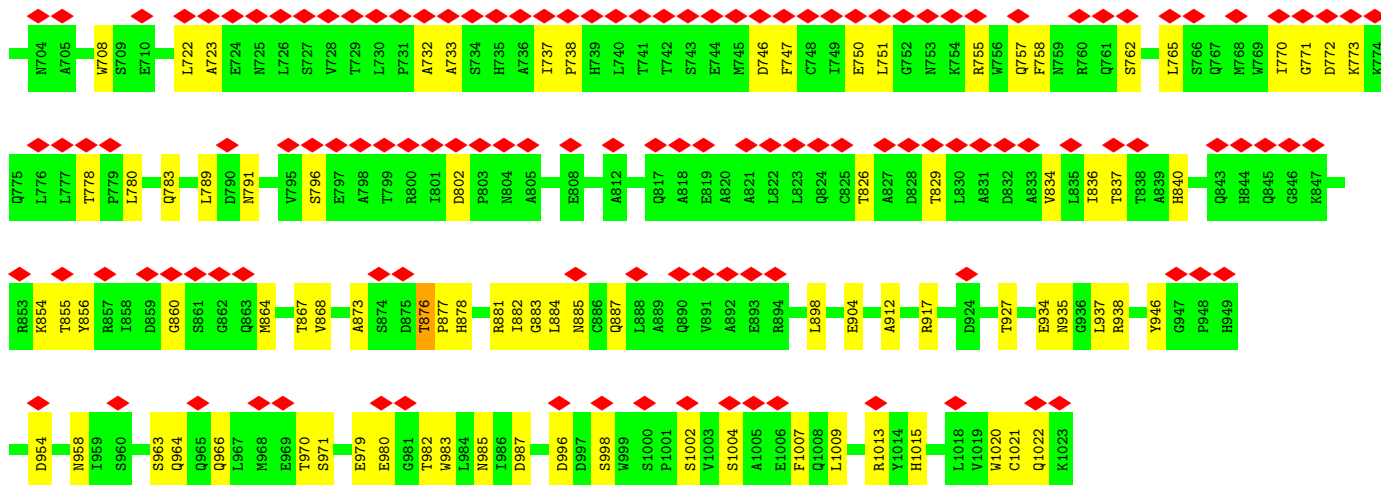 N704 A705 W708 S709 E710 L722 A723 E724 N725 L726 S727 V728 T729 L730 P731 A732 A733 S734 H735 A736 I737 P738 H739 L740 T741 T742 S743 E744 M745 D746 F747 C748 I749 E750 L751 G752 N753 K754 R755 W756 Q757 F758 N759 R760 Q761 S762 L765 S766 Q767 M768 W769 I770 G771 D772 K773 K774
Q775 L776 L777 T778 P779 L780 Q783 L789 D790 N791 V795 S796 E797 A798 T799 R800 I801 D802 P803 N804 A805 E808 A812 Q817 A818 E819 A820 A821 L822 L823 Q824 C825 T826 A827 D828 T829 L830 A831 D832 A833 V834 L835 I836 T837 T838 A839 H840 Q843 H844 Q845 G846 K847
R853 K854 T855 Y856 R857 I858 D859 G860 S861 G862 Q863 M864 T867 V868 A873 S874 D875 T876 P877 H878 R881 I882 G883 L884 N885 C886 Q887 L888 A889 Q890 V891 A892 E893 R894 L898 E904 A912 R917 D924 T927 E934 N935 G936 L937 R938 Y946 G947 P948 H949
D954 N958 I959 S960 S963 Q964 Q965 Q966 L967 M968 E969 T970 S971 E979 E980 G981 T982 W983 L984 N985 I986 D987 D996 D997 S998 W999 S1000 P1001 S1002 V1003 S1004 A1005 E1006 F1007 Q1008 L1009 R1013 Y1014 H1015 L1018 V1019 W1020 C1021 Q1022 K1023